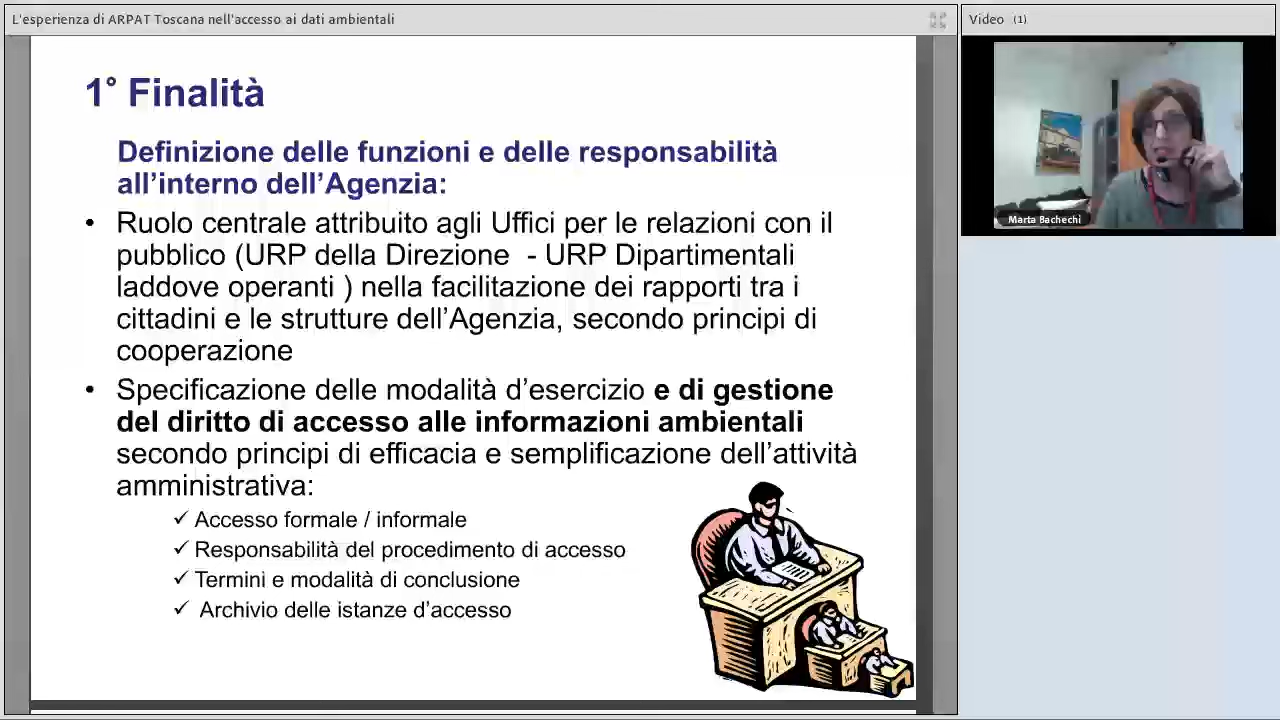 L'esperienza di ARPAT Toscana nell'accesso ai dati ambientali
Video (1)
1° Finalità
Definizione delle funzioni e delle responsabilità
all’interno dell’Agenzia:
• Ruolo centrale attribuito agli Uffici per le relazioni con il
pubblico (URP della Direzione - URP Dipartimentali
laddove operanti ) nella facilitazione dei rapporti tra i
cittadini e le strutture dell’Agenzia, secondo principi di
cooperazione
• Specificazione delle modalità d’esercizio e di gestione
del diritto di accesso alle informazioni ambientali
secondo principi di efficacia e semplificazione dell’attività
amministrativa:
✓ Accesso formale / informale
✓ Responsabilità del procedimento di accesso
✓ Termini e modalità di conclusione
✓ Archivio delle istanze d’accesso
Marta Bachechi